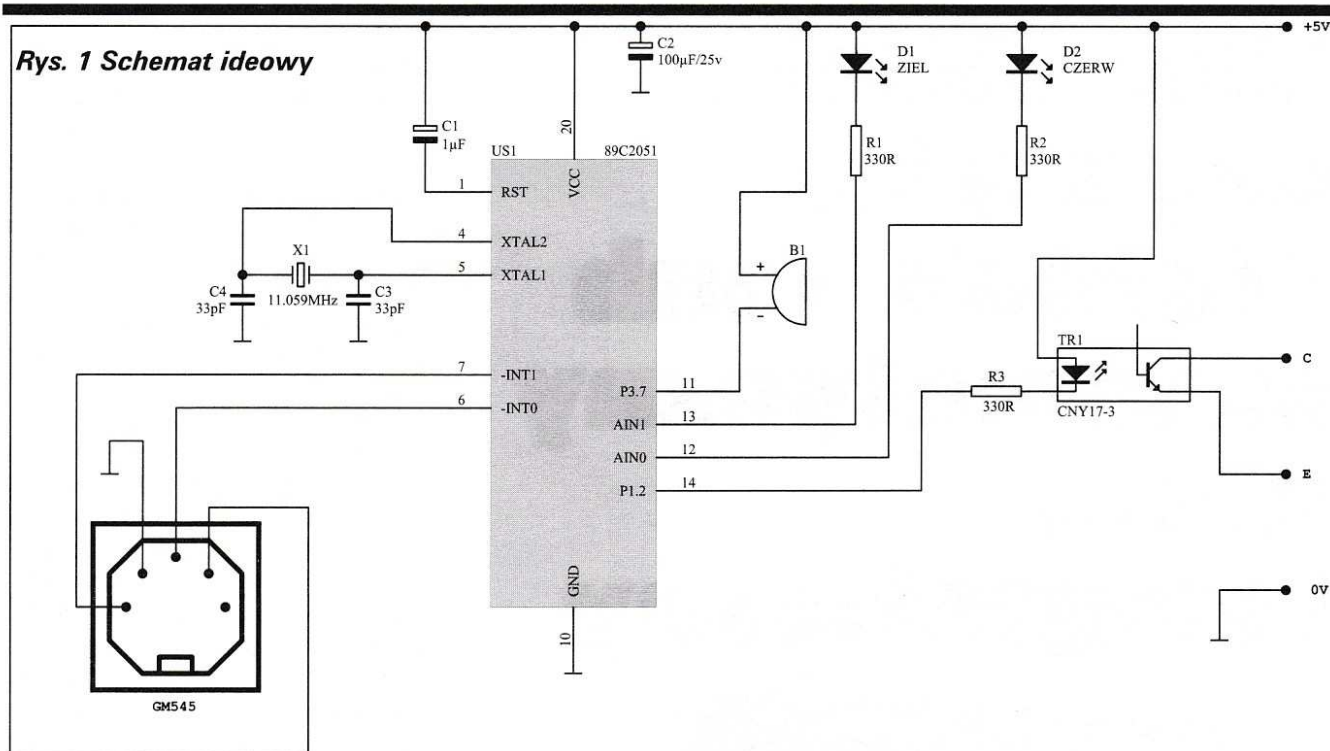 Rys. 1 Schemat ideowy
+5V
C2
100µF/25v
D1
ZIEL
D2
CZERW
C1
1µF
20
R1
330R
R2
330R
US1
89C2051
VCC
1
RST
4
XTAL2
X1
5
XTAL1
B1
+
–
C4
33pF
11.059MHz
C3
33pF
TR1
7
-INT1
C
P3.7
11
R3
330R
6
-INT0
CNY17-3
AIN1
13
AIN0
12
E
P1.2
14
GND
0V
10
GM545